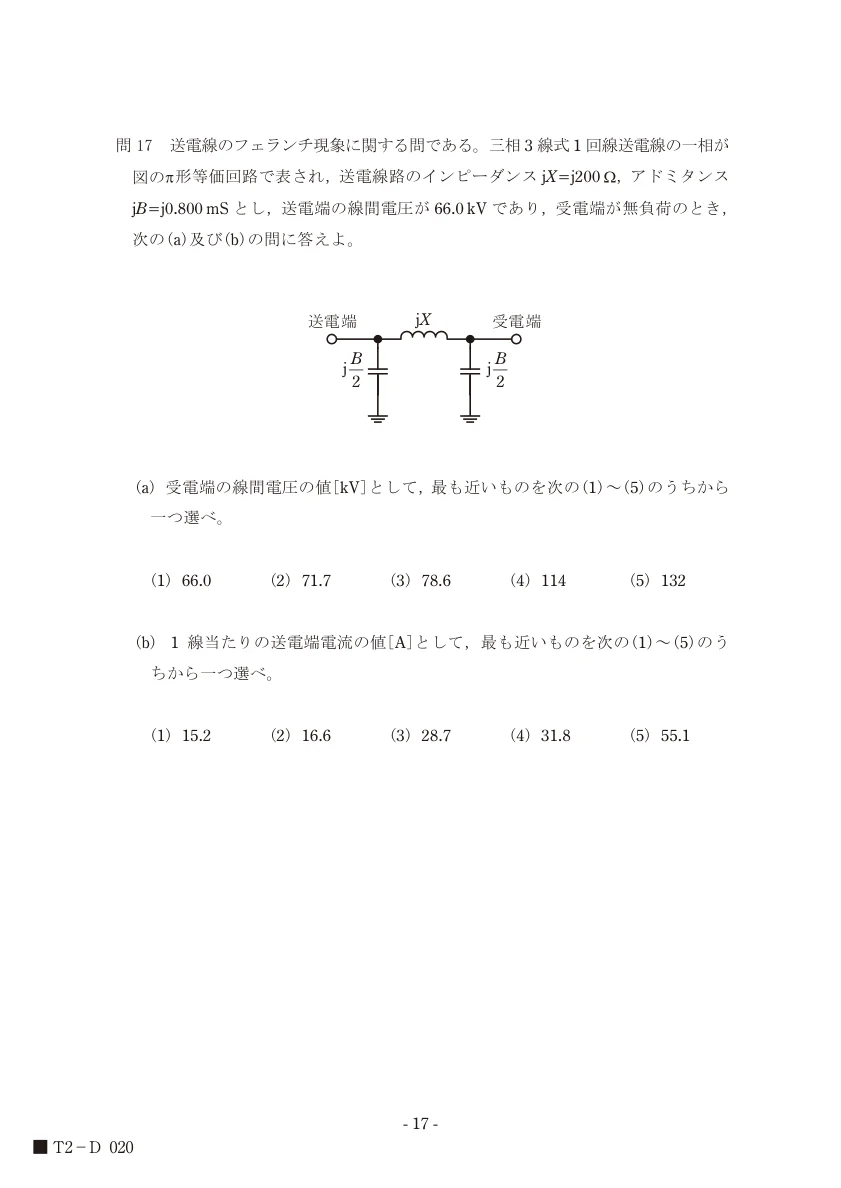 問 17 送電線のフェランチ現象に関する問である。三相 3 線式 1 回線送電線の一相が
図のπ形等価回路で表され，送電線路のインピーダンス jX=j200 Ω，アドミタンス
jB=j0.800 mS とし，送電端の線間電圧が 66.0 kV であり，受電端が無負荷のとき，
次の(a)及び(b)の問に答えよ。
送電端 jX 受電端
j B/2 j B/2
(a) 受電端の線間電圧の値[kV]として，最も近いものを次の(1)～(5)のうちから
一つ選べ。
(1) 66.0 (2) 71.7 (3) 78.6 (4) 114 (5) 132
(b) 1 線当たりの送電端電流の値[A]として，最も近いものを次の(1)～(5)のう
ちから一つ選べ。
(1) 15.2 (2) 16.6 (3) 28.7 (4) 31.8 (5) 55.1
- 17 -
■ T2－D 020